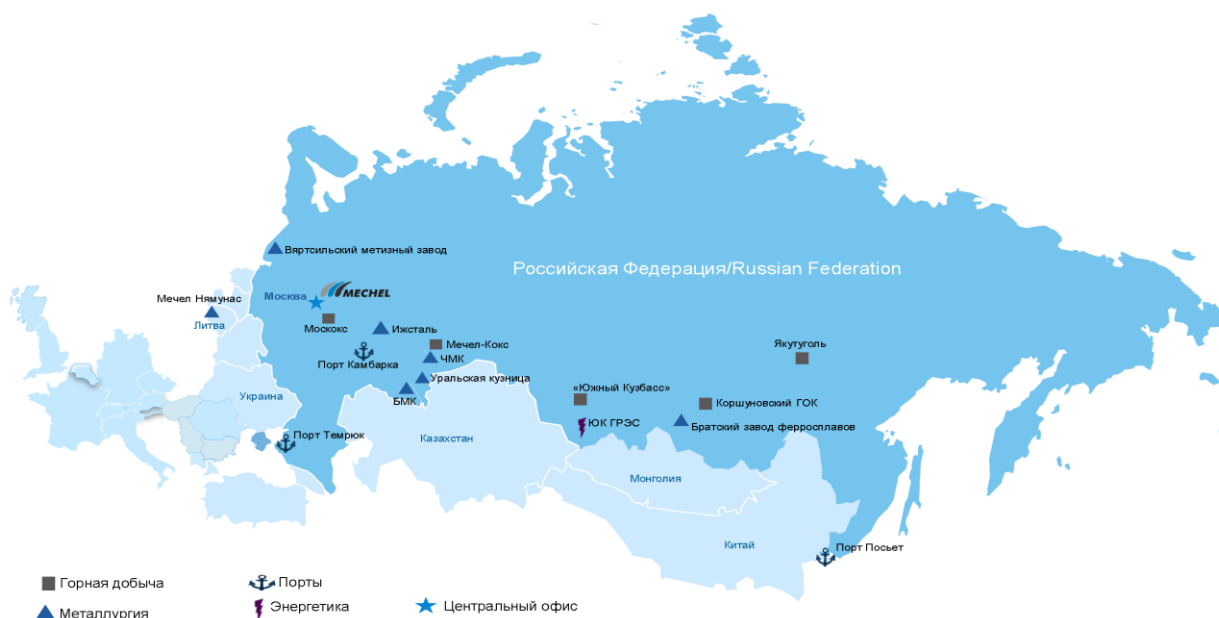 Вяртсильский метизный завод
Российская Федерация/Russian Federation
Мечел Нямунас
Литва
Москва
MECHEL
Москокс
Ижсталь
Мечел-Кокс
Порт Камбарка
ЧМК
Якутуголь
Уральская кузница
БМК
Украина
«Южный Кузбасс»
Коршуновский ГОК
ЮК ГРЭС
Братский завод ферросплавов
Порт Темрюк
Казахстан
Монголия
Китай
Порт Посьет
Горная добыча
Порты
Металлургия
Энергетика
Центральный офис